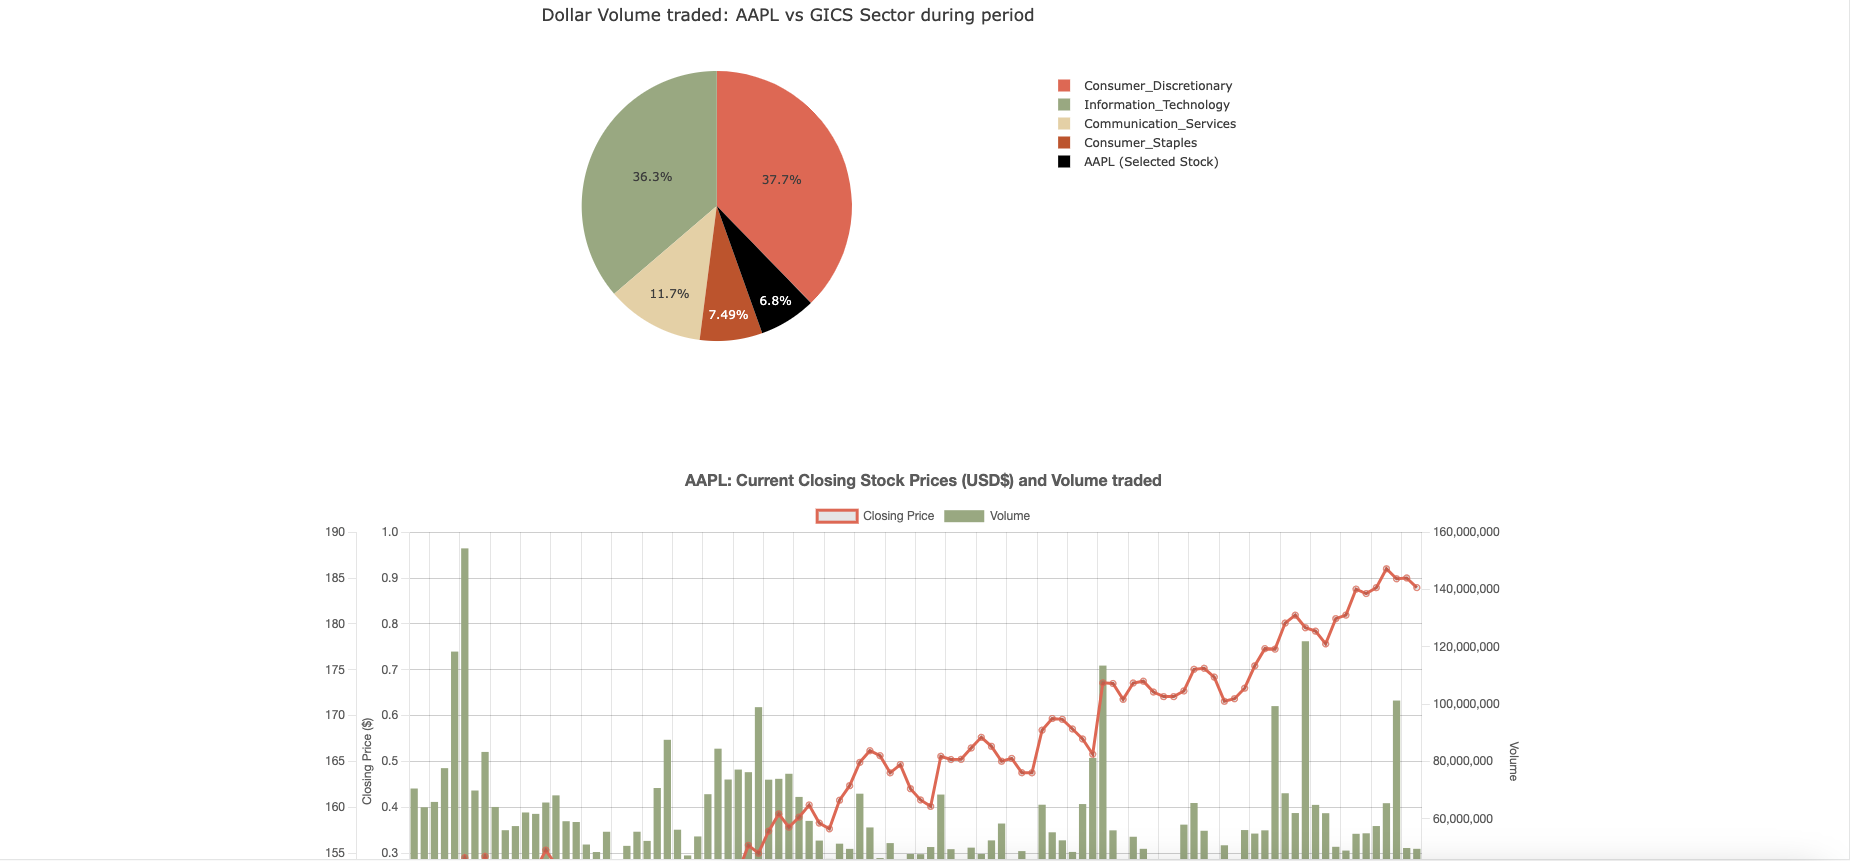 Dollar Volume traded: AAPL vs GICS Sector during period
Consumer_Discretionary
Information_Technology
Communication_Services
Consumer_Staples
AAPL (Selected Stock)
36.3%
37.7%
11.7%
7.49%
6.8%
AAPL: Current Closing Stock Prices (USD$) and Volume traded
Closing Price
Volume
190
185
180
175
170
165
160
155
1.0
0.9
0.8
0.7
0.6
0.5
0.4
0.3
Closing Price ($)
160,000,000
140,000,000
120,000,000
100,000,000
80,000,000
60,000,000
Volume